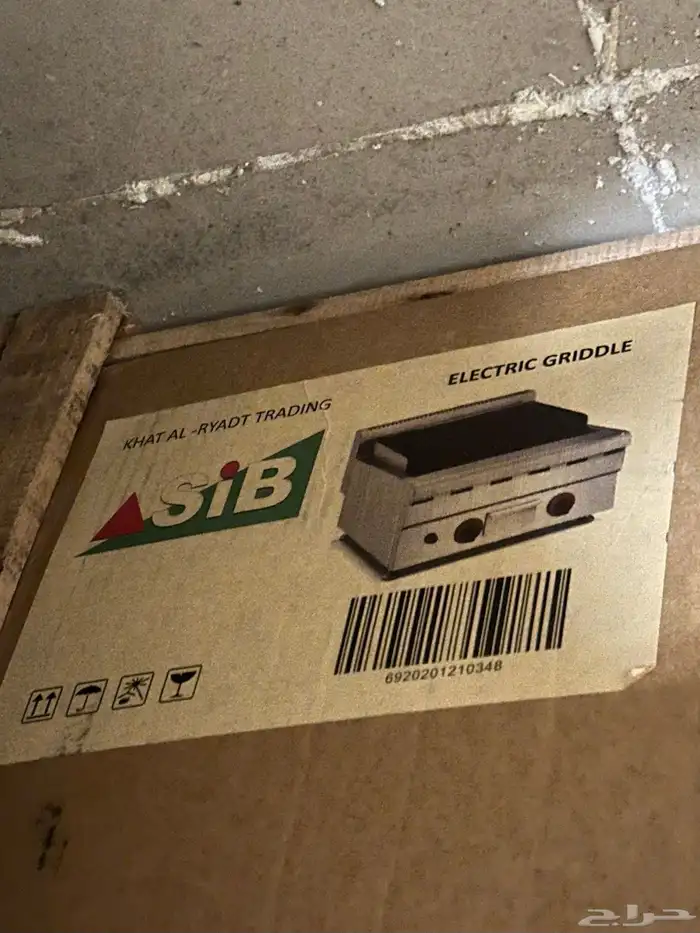 ELECTRIC GRIDDLE
KHAT AL -RYADT TRADING
SiB
6920201210348
حراج